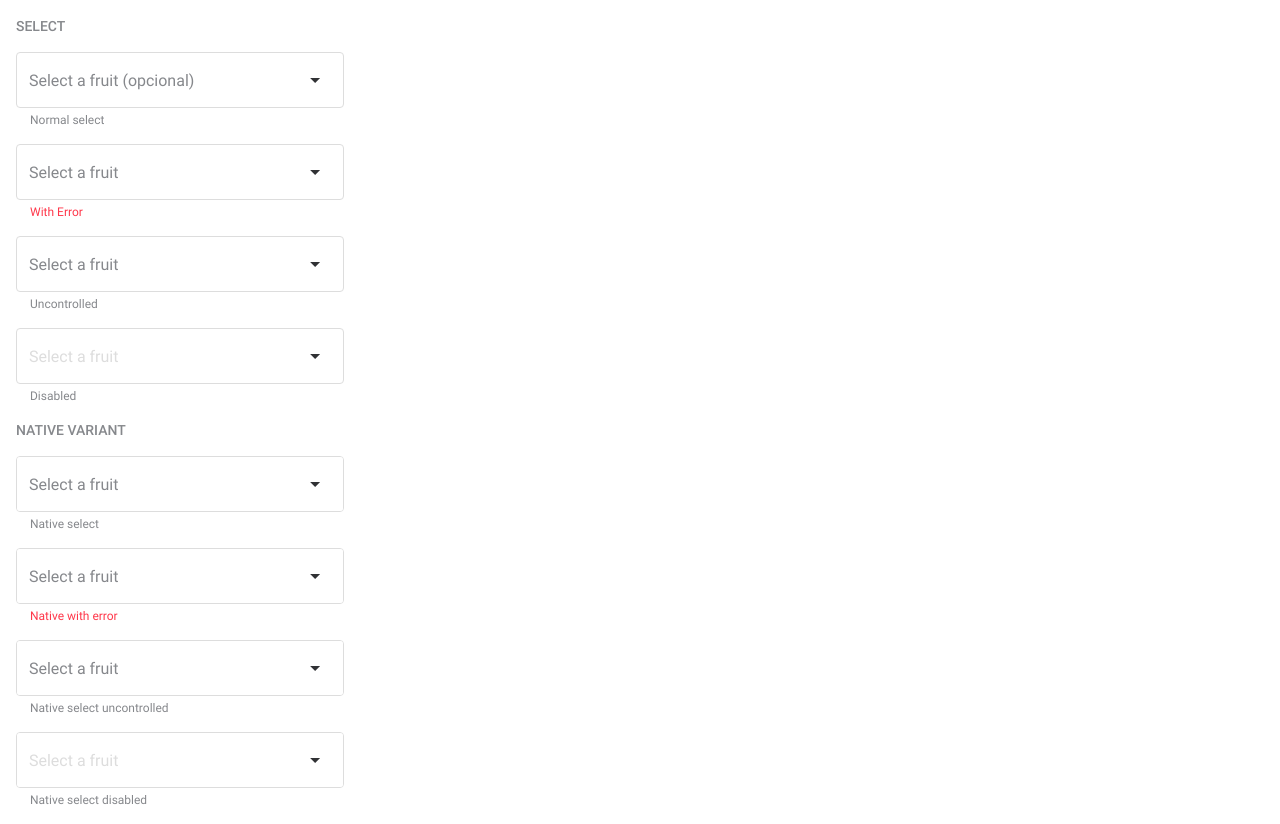 SELECT
Select a fruit (opcional)
Normal select
Select a fruit
With Error
Select a fruit
Uncontrolled
Select a fruit
Disabled
NATIVE VARIANT
Select a fruit
Native select
Select a fruit
Native with error
Select a fruit
Native select uncontrolled
Select a fruit
Native select disabled